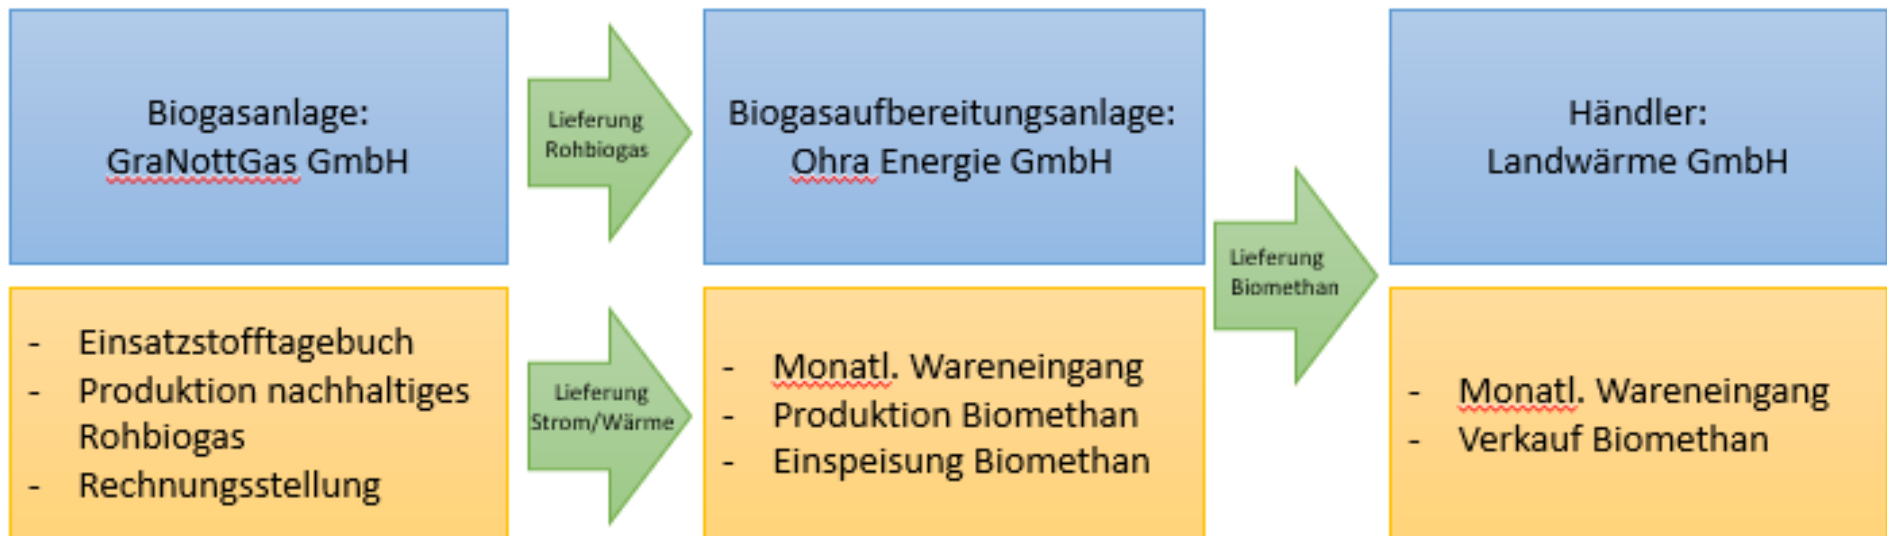 Biogasanlage:
GraNottGas GmbH
Lieferung
Rohbiogas
Biogasaufbereitungsanlage:
Ohra Energie GmbH
Lieferung
Biomethan
Händler:
Landwärme GmbH
- Einsatzstofftagebuch
- Produktion nachhaltiges
Rohbiogas
- Rechnungsstellung
Lieferung
Strom/Wärme
- Monatl. Wareneingang
- Produktion Biomethan
- Einspeisung Biomethan
- Monatl. Wareneingang
- Verkauf Biomethan